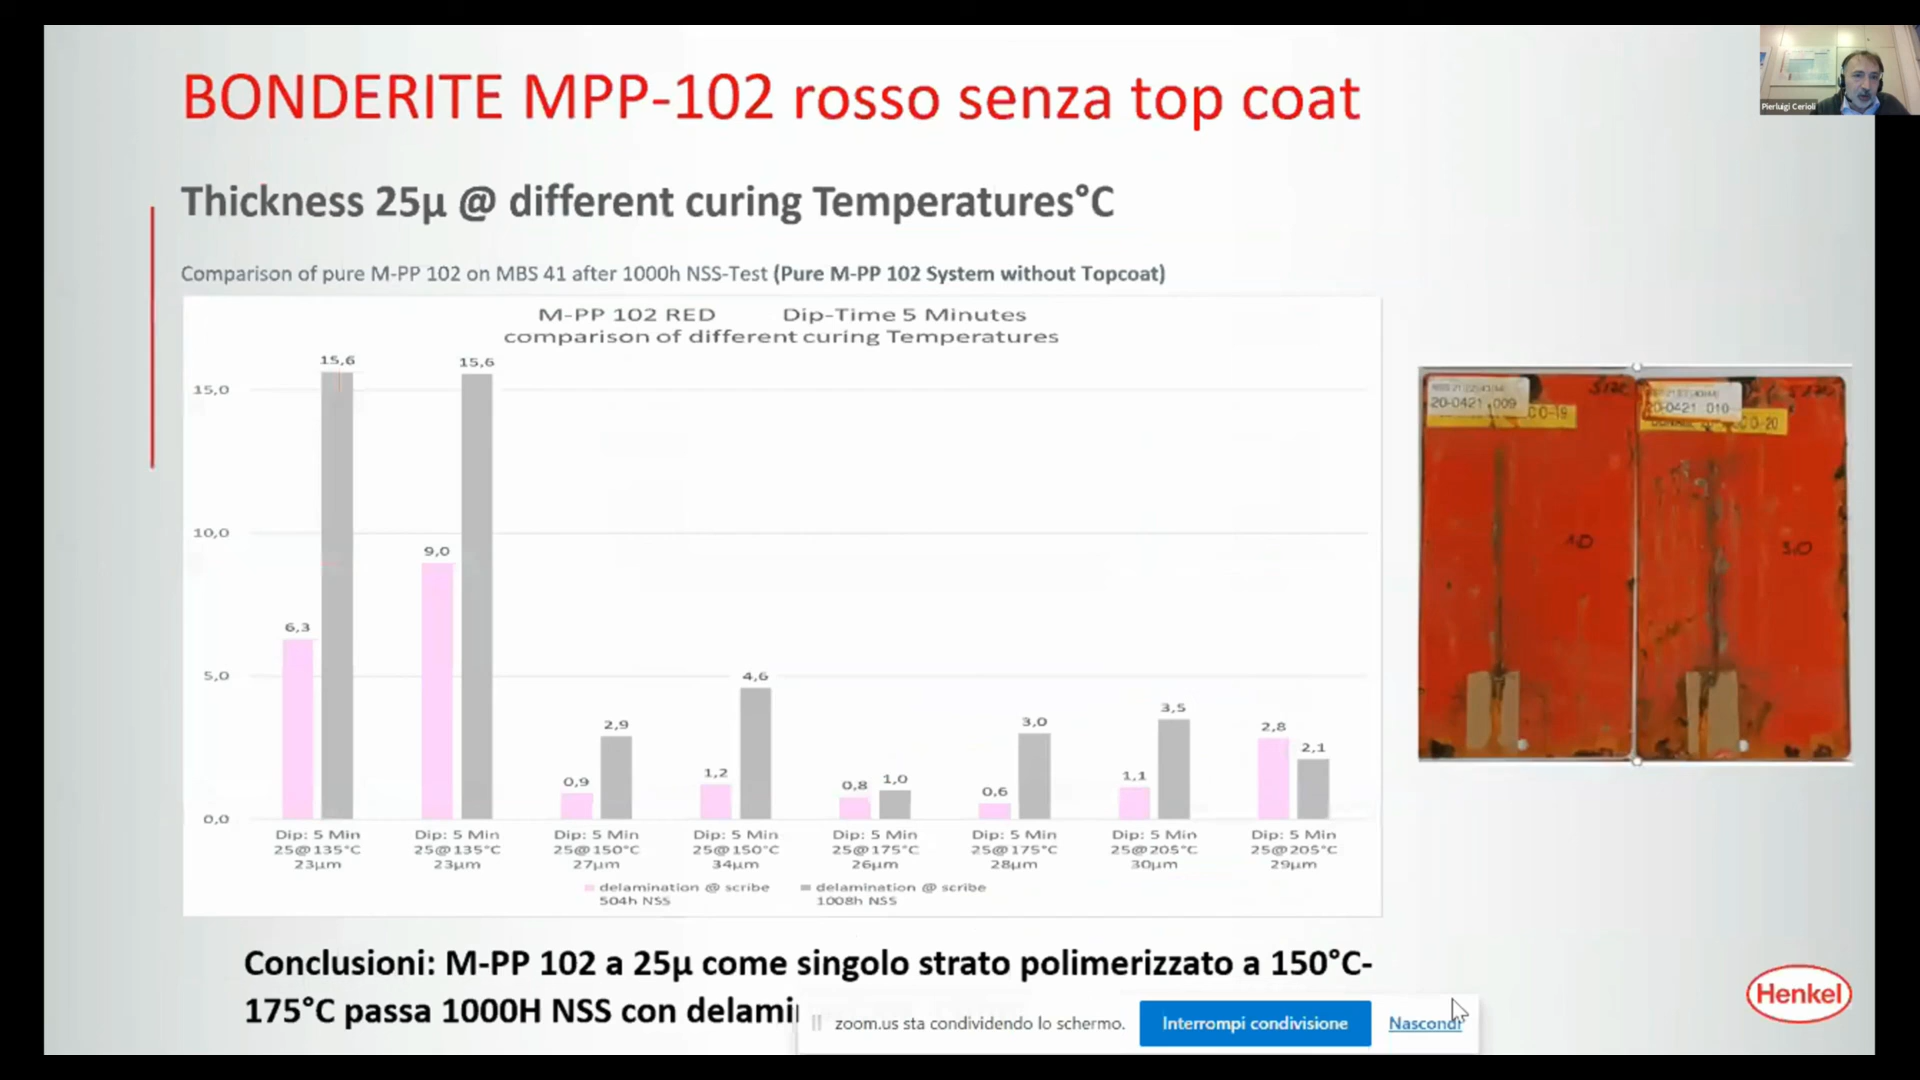 BONDERITE MPP-102 rosso senza top coat
Pierluigi Cerioli
Thickness 25µ @ different curing Temperatures°C
Comparison of pure M-PP 102 on MBS 41 after 1000h NSS-Test (Pure M-PP 102 System without Topcoat)
M-PP 102 RED Dip-Time 5 Minutes
comparison of different curing Temperatures
15,0
10,0
5,0
0,0
6,3 15,6
9,0 15,6
0,9 2,9
1,2 4,6
0,8 1,0
0,6 3,0
1,1 3,5
2,8 2,1
Dip: 5 Min
25@135°C
23µm
Dip: 5 Min
25@135°C
23µm
Dip: 5 Min
25@150°C
27µm
Dip: 5 Min
25@150°C
34µm
Dip: 5 Min
25@175°C
26µm
Dip: 5 Min
25@175°C
28µm
Dip: 5 Min
25@205°C
30µm
Dip: 5 Min
25@205°C
29µm
delamination @ scribe
504h NSS
delamination @ scribe
1008h NSS
20-0421 009
20-0421 010
Conclusioni: M-PP 102 a 25µ come singolo strato polimerizzato a 150°C-
175°C passa 1000H NSS con delami
zoom.us sta condividendo lo schermo.
Interrompi condivisione
Nascondi
Henkel